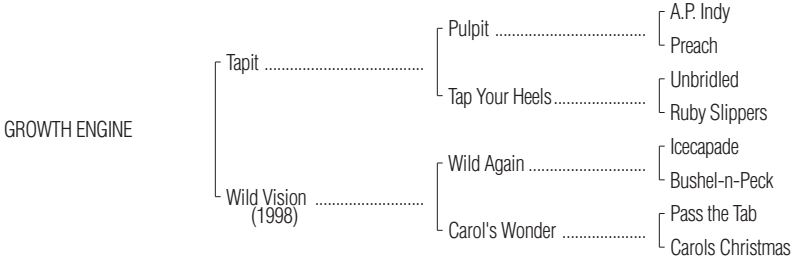 A.P. Indy
Pulpit ......................................
Preach
Tapit ........................................
Unbridled
Tap Your Heels.......................
Ruby Slippers
GROWTH ENGINE
Icecapade
Wild Again ..............................
Bushel-n-Peck
Wild Vision ...........................
(1998)
Pass the Tab
Carol's Wonder .....................
Carols Christmas